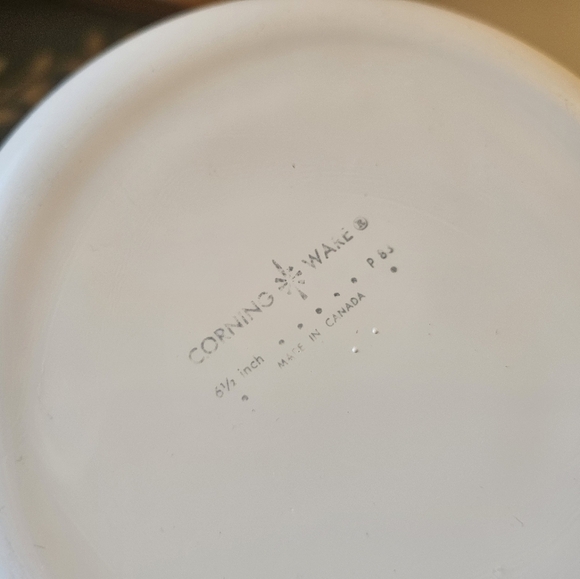 CORNING WARE®
6½ inch P 83
MADE IN CANADA